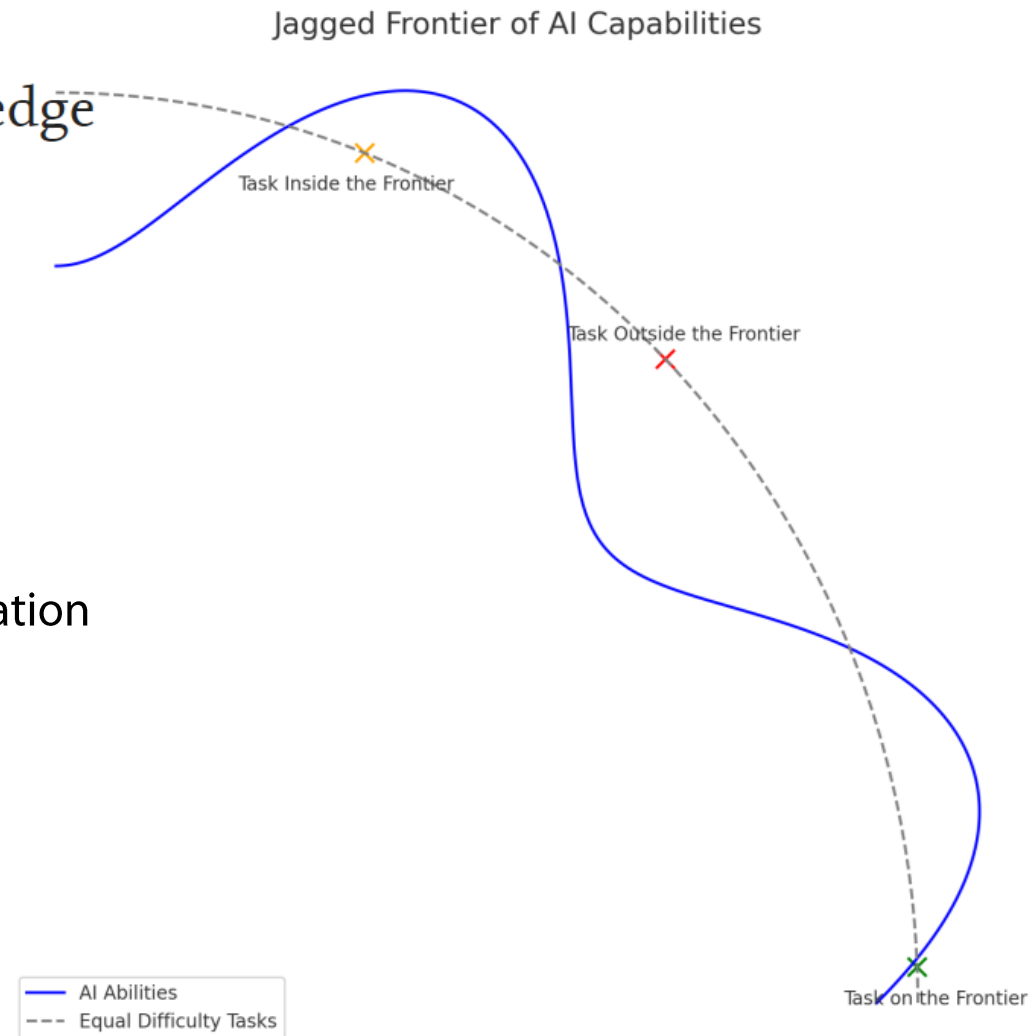 Jagged Frontier of AI Capabilities
edge
Task Inside the Frontier
Task Outside the Frontier
ation
Task on the Frontier
AI Abilities
Equal Difficulty Tasks